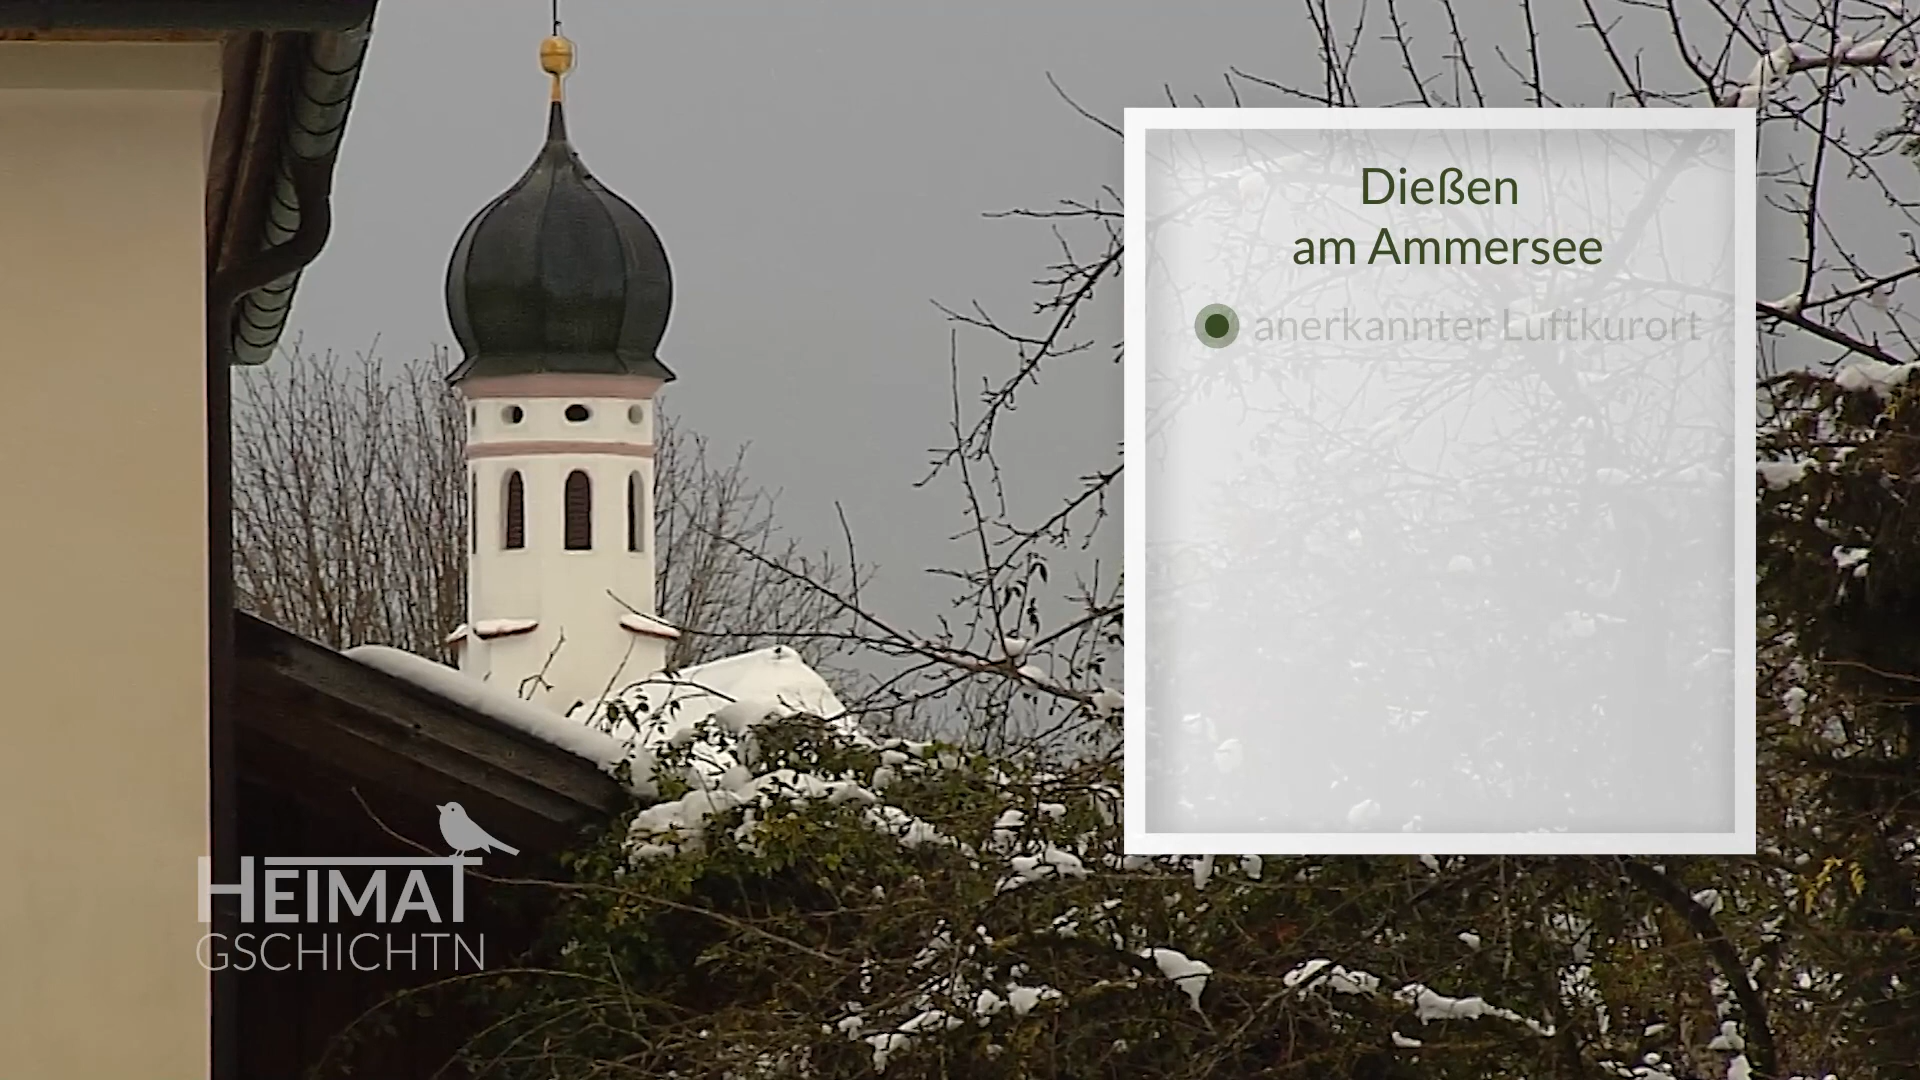 Dießen
am Ammersee
anerkannter Luftkurort
HEIMAT
GSCHICHTN